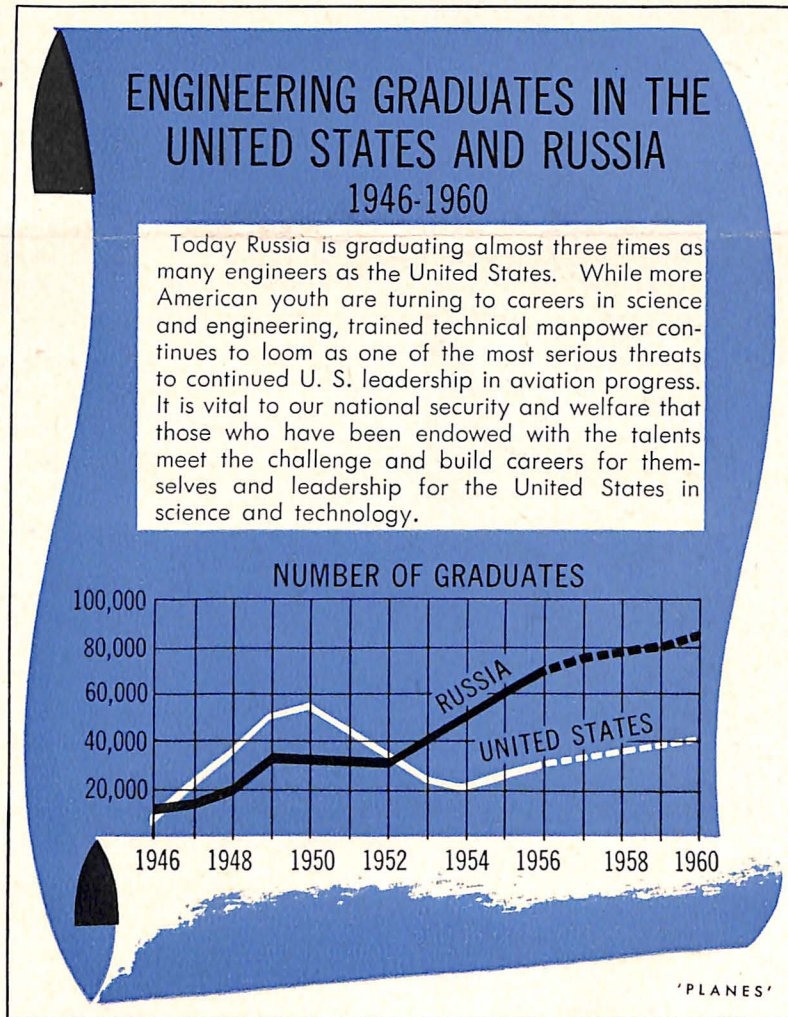 ENGINEERING GRADUATES IN THE
UNITED STATES AND RUSSIA
1946-1960
Today Russia is graduating almost three times as
many engineers as the United States. While more
American youth are turning to careers in science
and engineering, trained technical manpower con-
tinues to loom as one of the most serious threats
to continued U. S. leadership in aviation progress.
It is vital to our national security and welfare that
those who have been endowed with the talents
meet the challenge and build careers for them-
selves and leadership for the United States in
science and technology.
NUMBER OF GRADUATES
100,000
80,000
60,000
40,000
20,000
RUSSIA
UNITED STATES
1946 1948 1950 1952 1954 1956 1958 1960
'PLANES'